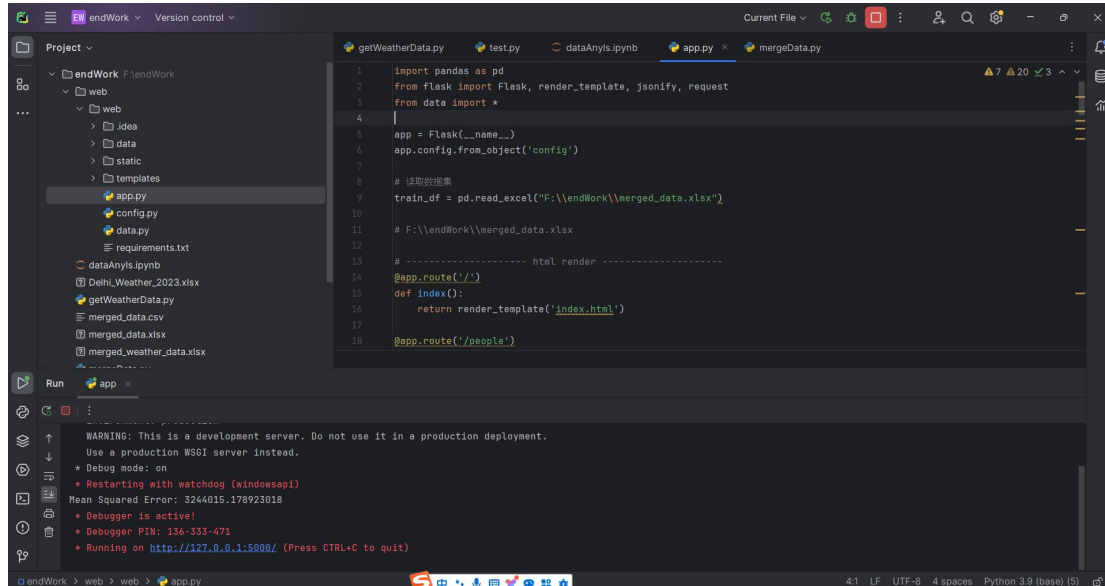 EW endWork Version control Current File
Project
getWeatherData.py test.py dataAnyls.ipynb app.py × mergeData.py
endWork F:\endWork
web
web
.idea
data
static
templates
app.py
config.py
data.py
requirements.txt
dataAnyls.ipynb
Delhi_Weather_2023.xlsx
getWeatherData.py
merged_data.csv
merged_data.xlsx
merged_weather_data.xlsx
7 20 3
1 import pandas as pd
2 from flask import Flask, render_template, jsonify, request
3 from data import *
4
5 app = Flask(__name__)
6 app.config.from_object('config')
7
8 # 读取数据集
9 train_df = pd.read_excel("F:\\endWork\\merged_data.xlsx")
10
11 # F:\\endWork\\merged_data.xlsx
12
13 # --------------------- html render --------------------
14 @app.route('/')
15 def index():
16 return render_template('index.html')
17
18 @app.route('/people')
Run app ×
WARNING: This is a development server. Do not use it in a production deployment.
Use a production WSGI server instead.
* Debug mode: on
* Restarting with watchdog (windowsapi)
Mean Squared Error: 3244015.178923018
* Debugger is active!
* Debugger PIN: 136-333-471
* Running on http://127.0.0.1:5000/ (Press CTRL+C to quit)
endWork > web > web > app.py
S 中
4:1 LF UTF-8 4 spaces Python 3.9 (base) (5)